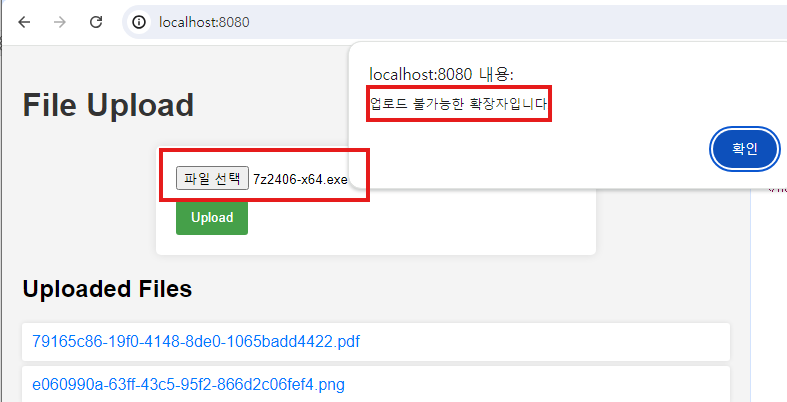 localhost:8080
localhost:8080 내용:
업로드 불가능한 확장자입니다
확인
File Upload
파일 선택 7z2406-x64.exe
Upload
Uploaded Files
79165c86-19f0-4148-8de0-1065badd4422.pdf
e060990a-63ff-43c5-95f2-866d2c06fef4.png